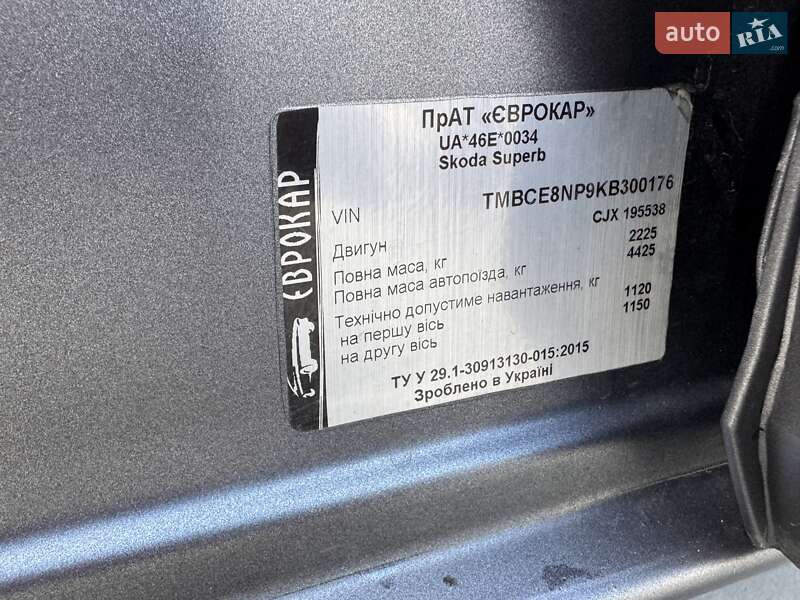 auto RIA.com
ПрАТ «ЄВРОКАР»
UA*46E*0034
Skoda Superb
ЄВРОКАР
VIN TMBCE8NP9KB300176
Двигун CJX 195538
Повна маса, кг 2225
Повна маса автопоїзда, кг 4425
Технічно допустиме навантаження, кг
на першу вісь 1120
на другу вісь 1150
ТУ У 29.1-30913130-015:2015
Зроблено в Україні